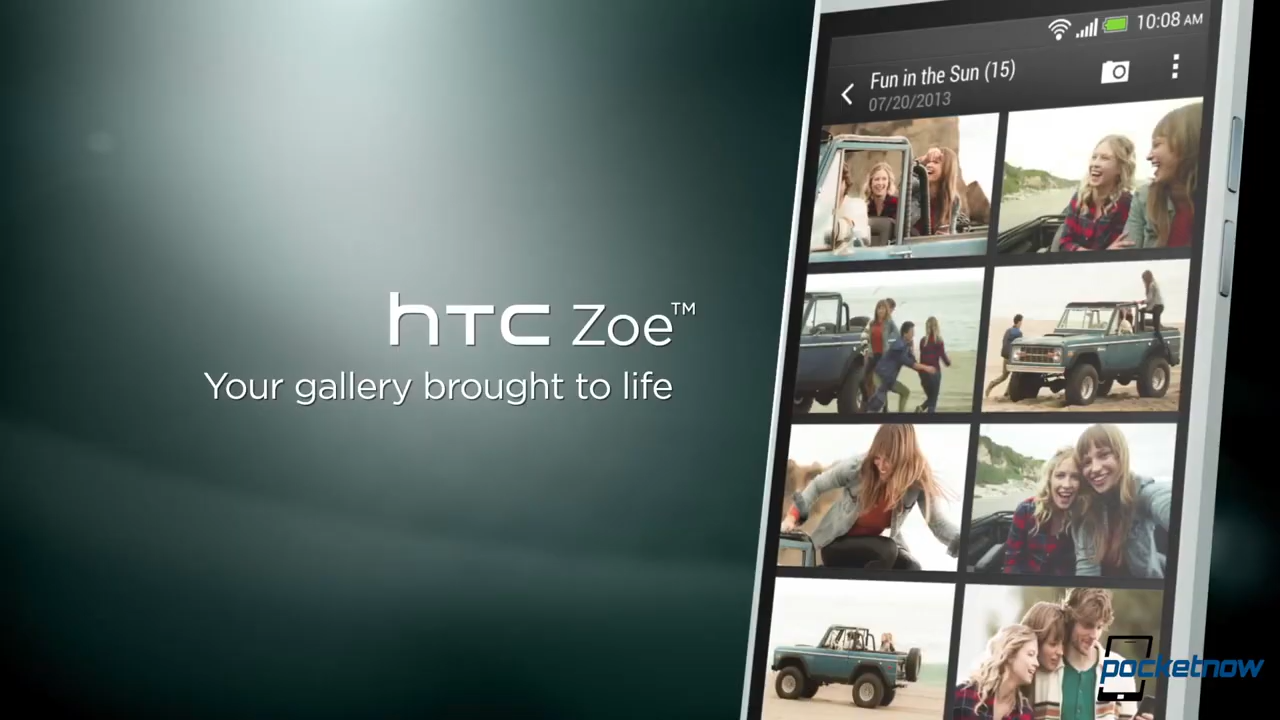 10:08 AM
Fun in the Sun (15)
07/20/2013
hTC Zoe™
Your gallery brought to life
pocketnow